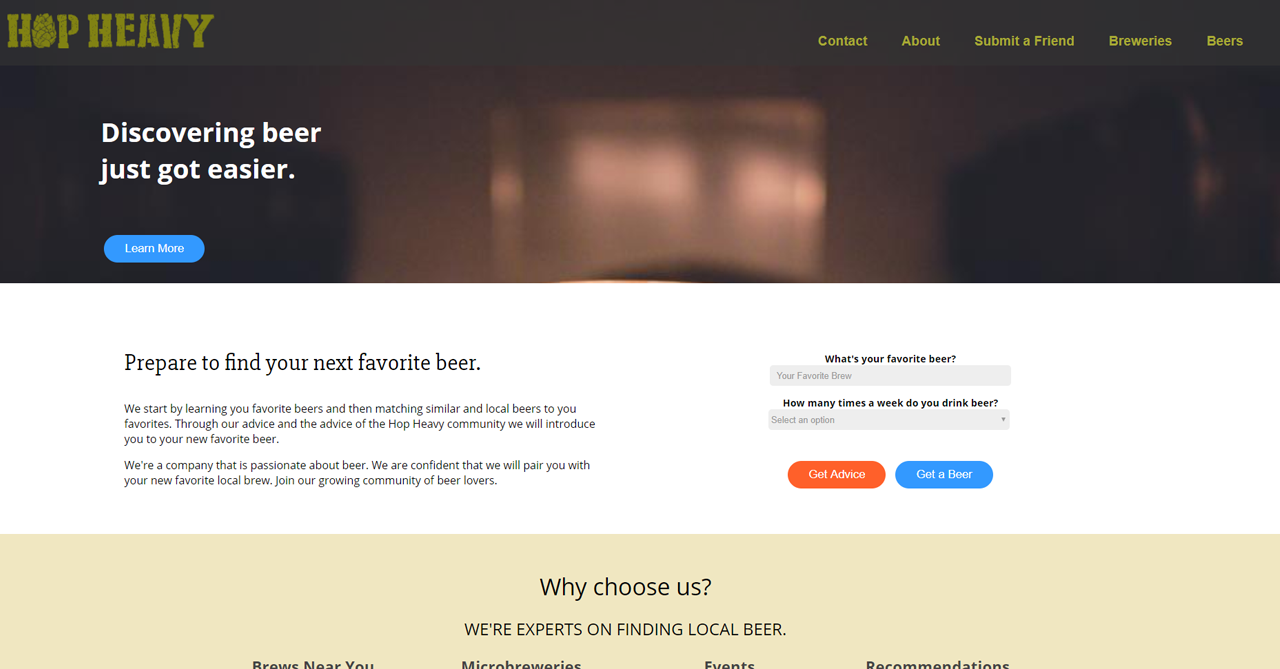 HOP HEAVY
Contact About Submit a Friend Breweries Beers
Discovering beer
just got easier.
Learn More
Prepare to find your next favorite beer.
We start by learning you favorite beers and then matching similar and local beers to you
favorites. Through our advice and the advice of the Hop Heavy community we will introduce
you to your new favorite beer.
We're a company that is passionate about beer. We are confident that we will pair you with
your new favorite local brew. Join our growing community of beer lovers.
What's your favorite beer?
Your Favorite Brew
How many times a week do you drink beer?
Select an option
Get Advice Get a Beer
Why choose us?
WE'RE EXPERTS ON FINDING LOCAL BEER.
Brews Near You Microbreweries Events Recommendations